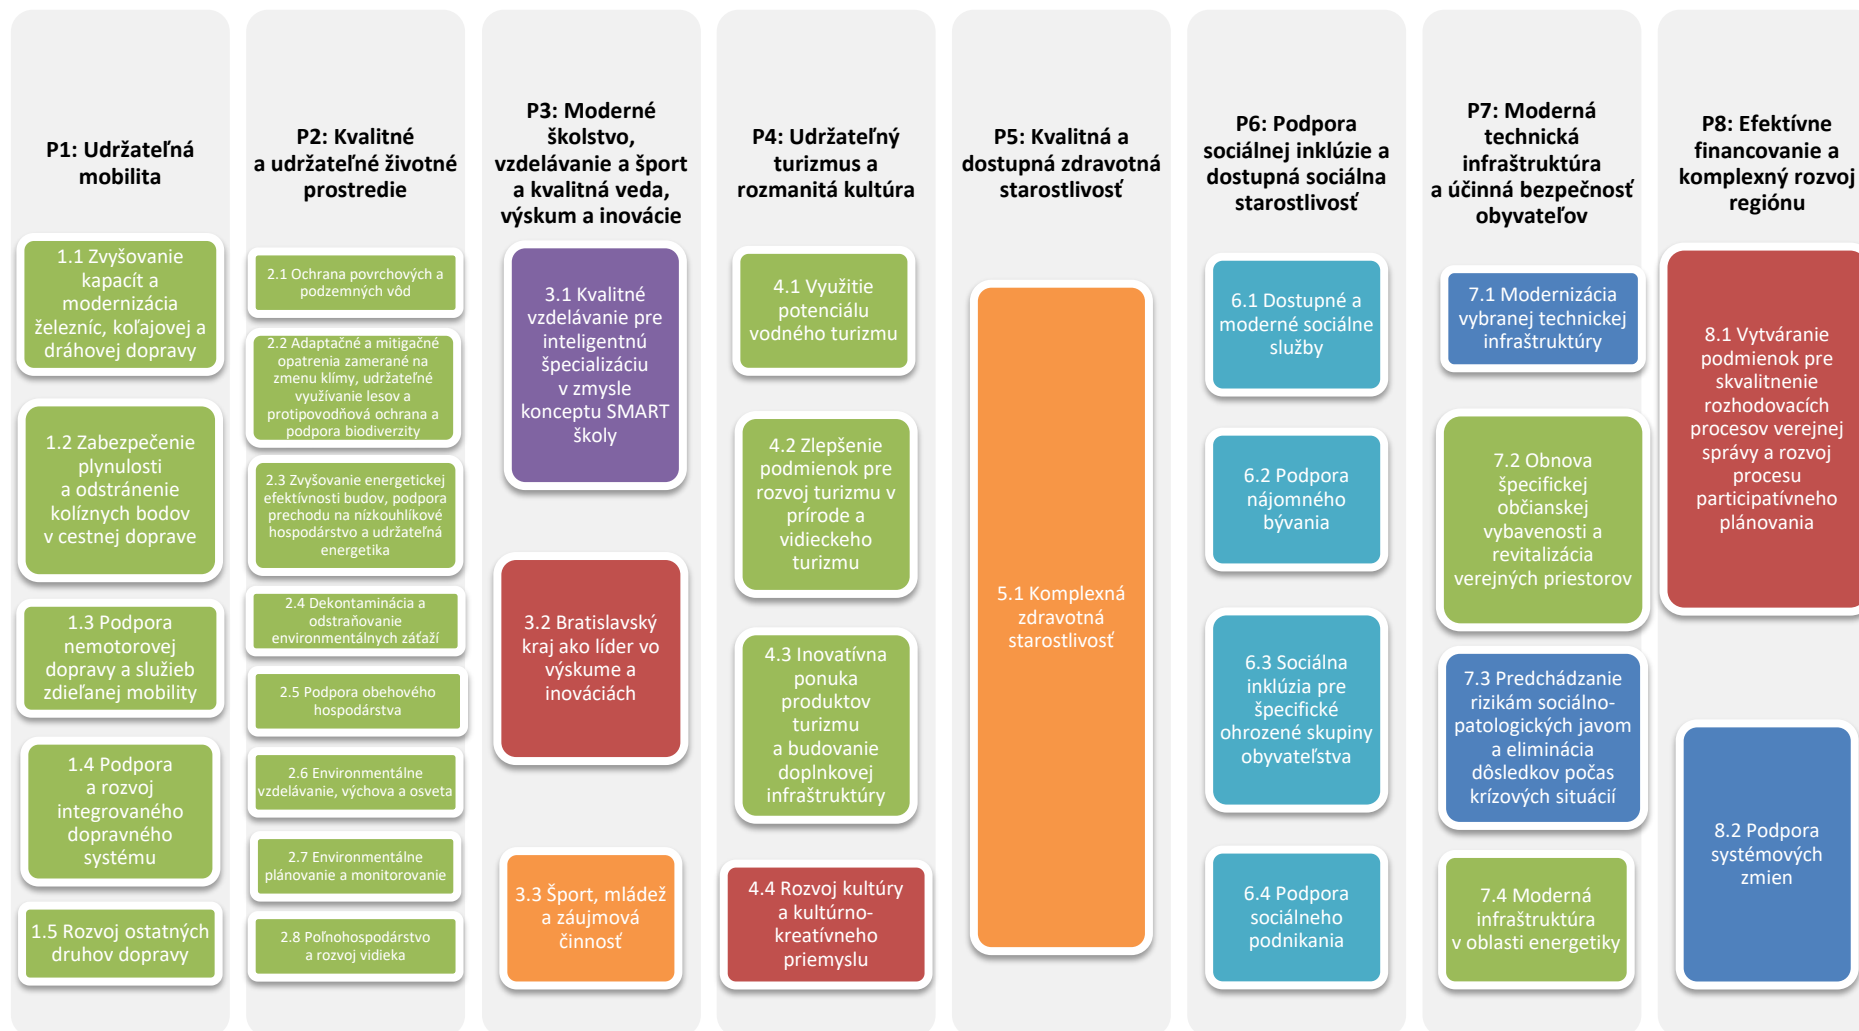 P1: Udržateľná
mobilita
1.1 Zvyšovanie
kapacít a
modernizácia
železníc, koľajovej a
dráhovej dopravy
1.2 Zabezpečenie
plynulosti
a odstránenie
kolíznych bodov
v cestnej doprave
1.3 Podpora
nemotorovej
dopravy a služieb
zdieľanej mobility
1.4 Podpora
a rozvoj
integrovaného
dopravného
systému
1.5 Rozvoj ostatných
druhov dopravy
P2: Kvalitné
a udržateľné životné
prostredie
2.1 Ochrana povrchových a
podzemných vôd
2.2 Adaptačné a mitigačné
opatrenia zamerané na
zmenu klímy, udržateľné
využívanie lesov a
protipovodňová ochrana a
podpora biodiverzity
2.3 Zvyšovanie energetickej
efektívnosti budov, podpora
prechodu na nízkouhlíkové
hospodárstvo a udržateľná
energetika
2.4 Dekontaminácia a
odstraňovanie
environmentálnych záťaží
2.5 Podpora obehového
hospodárstva
2.6 Environmentálne
vzdelávanie, výchova a osveta
2.7 Environmentálne
plánovanie a monitorovanie
2.8 Poľnohospodárstvo
a rozvoj vidieka
P3: Moderné
školstvo,
vzdelávanie a šport
a kvalitná veda,
výskum a inovácie
3.1 Kvalitné
vzdelávanie pre
inteligentnú
špecializáciu
v zmysle
konceptu SMART
školy
3.2 Bratislavský
kraj ako líder vo
výskume a
inováciách
3.3 Šport, mládež
a záujmová
činnosť
P4: Udržateľný
turizmus a
rozmanitá kultúra
4.1 Využitie
potenciálu
vodného turizmu
4.2 Zlepšenie
podmienok pre
rozvoj turizmu v
prírode a
vidieckeho
turizmu
4.3 Inovatívna
ponuka
produktov
turizmu
a budovanie
doplnkovej
infraštruktúry
4.4 Rozvoj kultúry
a kultúrno-
kreatívneho
priemyslu
P5: Kvalitná a
dostupná zdravotná
starostlivosť
5.1 Komplexná
zdravotná
starostlivosť
P6: Podpora
sociálnej inklúzie a
dostupná sociálna
starostlivosť
6.1 Dostupné a
moderné sociálne
služby
6.2 Podpora
nájomného
bývania
6.3 Sociálna
inklúzia pre
špecifické
ohrozené skupiny
obyvateľstva
6.4 Podpora
sociálneho
podnikania
P7: Moderná
technická
infraštruktúra
a účinná bezpečnosť
obyvateľov
7.1 Modernizácia
vybranej technickej
infraštruktúry
7.2 Obnova
špecifickej
občianskej
vybavenosti a
revitalizácia
verejných priestorov
7.3 Predchádzanie
rizikám sociálno-
patologických javom
a eliminácia
dôsledkov počas
krízových situácií
7.4 Moderná
infraštruktúra
v oblasti energetiky
P8: Efektívne
financovanie a
komplexný rozvoj
regiónu
8.1 Vytváranie
podmienok pre
skvalitnenie
rozhodovacích
procesov verejnej
správy a rozvoj
procesu
participatívneho
plánovania
8.2 Podpora
systémových
zmien